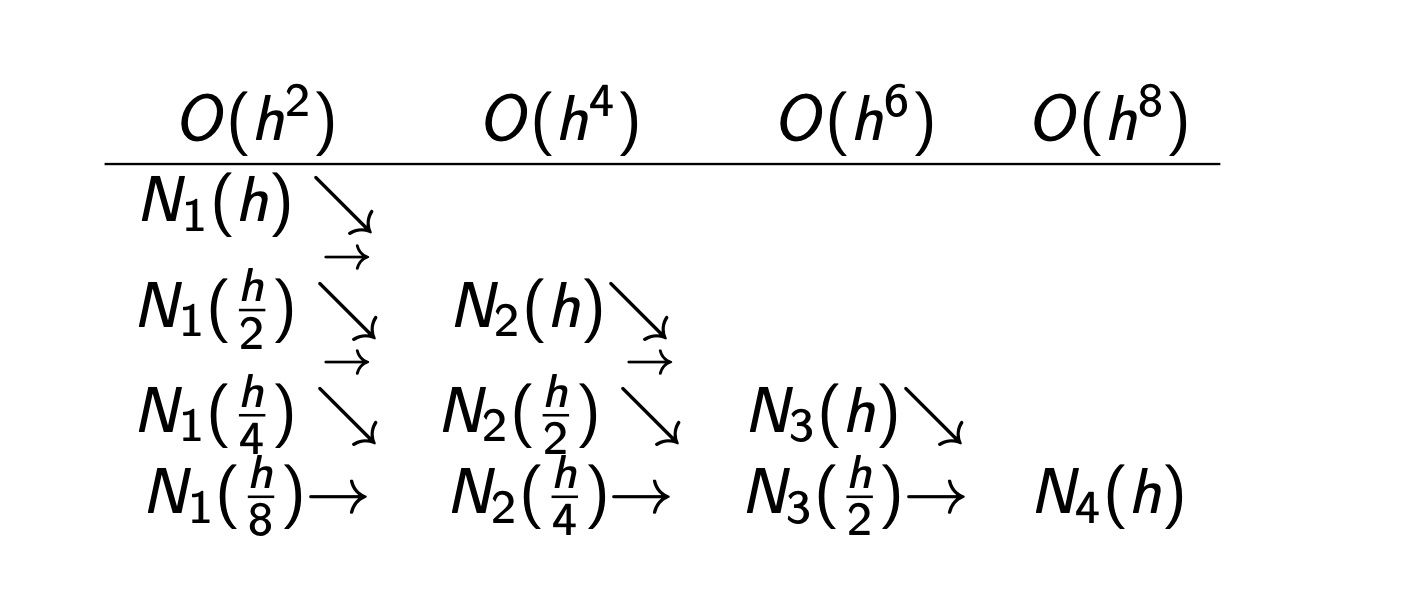 O(h²) O(h⁴) O(h⁶) O(h⁸)
N₁(h) ↘
→
N₁(h/2) ↘ N₂(h) ↘
→ →
N₁(h/4) ↘ N₂(h/2) ↘ N₃(h) ↘
N₁(h/8) → N₂(h/4) → N₃(h/2) → N₄(h)